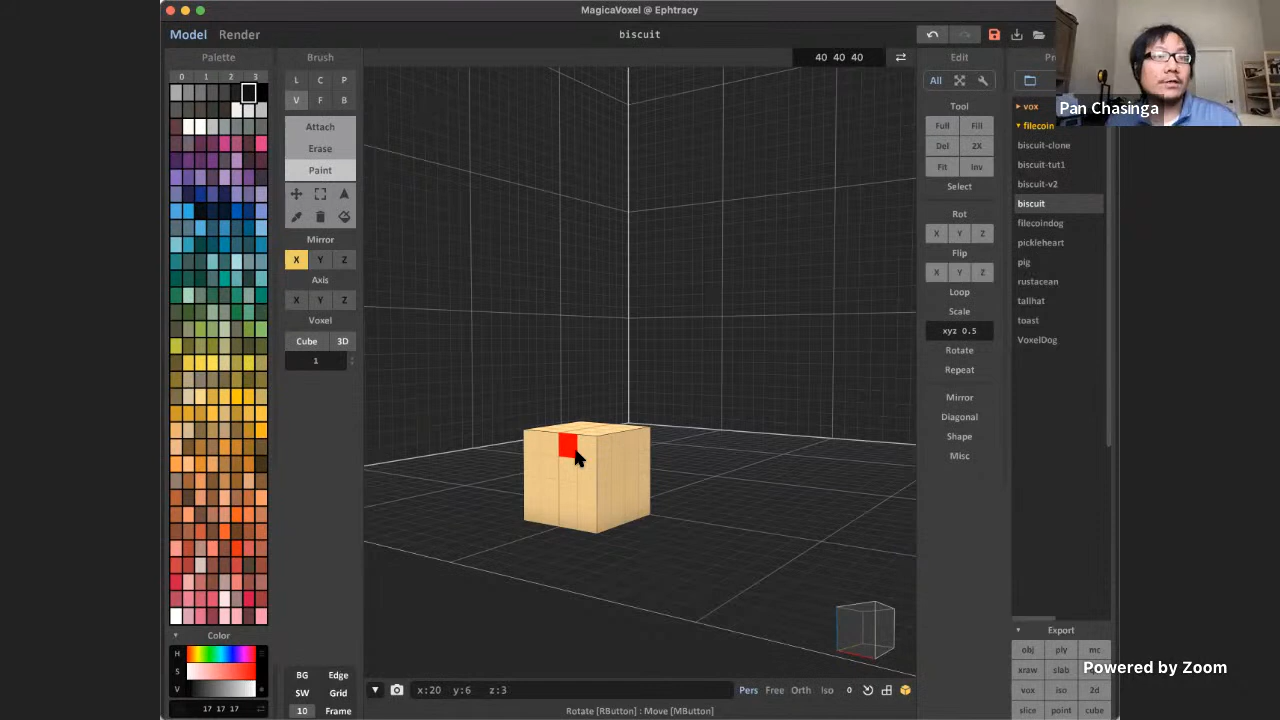 MagicaVoxel @ Ephtracy
Model Render
biscuit
Palette
0 1 2 3
Color
H
S
V
17 17 17
Brush
L C P
V F B
Attach
Erase
Paint
Mirror
X Y Z
Axis
X Y Z
Voxel
Cube 3D
1
BG Edge
SW Grid
10 Frame
40 40 40
x:20 y:6 z:3
Pers Free Orth Iso 0
Rotate [RButton] : Move [MButton]
Edit
All
Tool
Full Fill
Del 2X
Fit Inv
Select
Rot
X Y Z
Flip
X Y Z
Loop
Scale
xyz 0.5
Rotate
Repeat
Mirror
Diagonal
Shape
Misc
vox
filecoin
biscuit-clone
biscuit-tut1
biscuit-v2
biscuit
filecoindog
pickleheart
pig
rustacean
tallhat
toast
VoxelDog
Export
obj ply mc
xraw slab
vox iso 2d
slice point cube
Pan Chasinga
Powered by Zoom